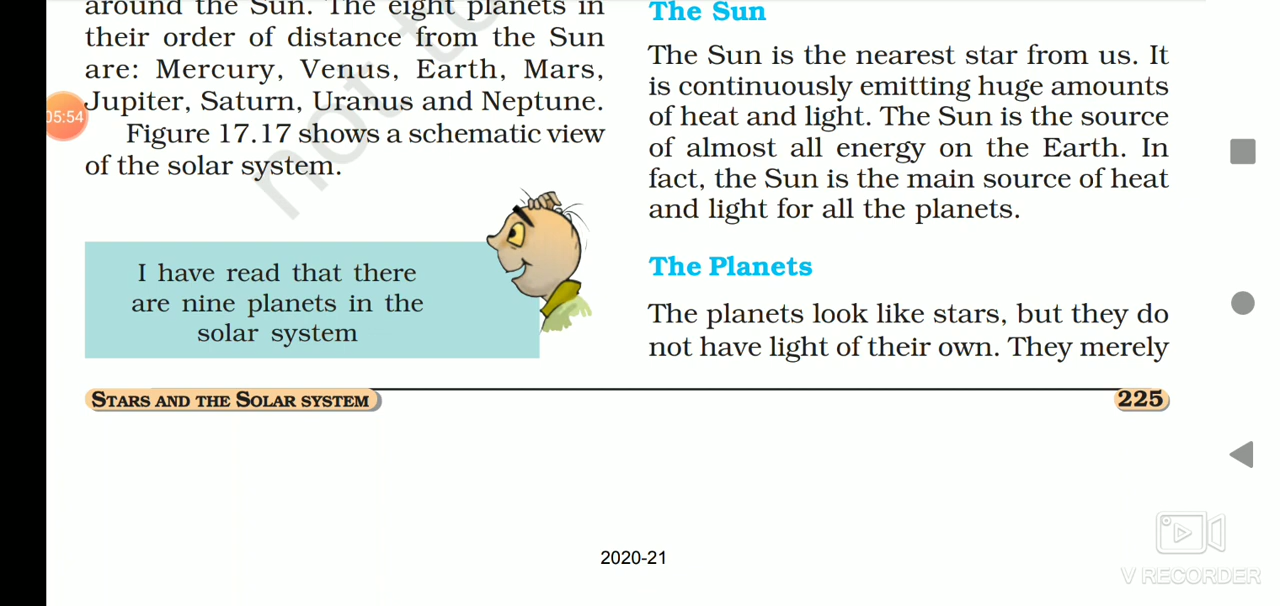 around the Sun. The eight planets in
their order of distance from the Sun
are: Mercury, Venus, Earth, Mars,
Jupiter, Saturn, Uranus and Neptune.
Figure 17.17 shows a schematic view
of the solar system.
I have read that there
are nine planets in the
solar system
The Sun
The Sun is the nearest star from us. It
is continuously emitting huge amounts
of heat and light. The Sun is the source
of almost all energy on the Earth. In
fact, the Sun is the main source of heat
and light for all the planets.
The Planets
The planets look like stars, but they do
not have light of their own. They merely
STARS AND THE SOLAR SYSTEM
225
2020-21
05:54
not to
V RECORDER